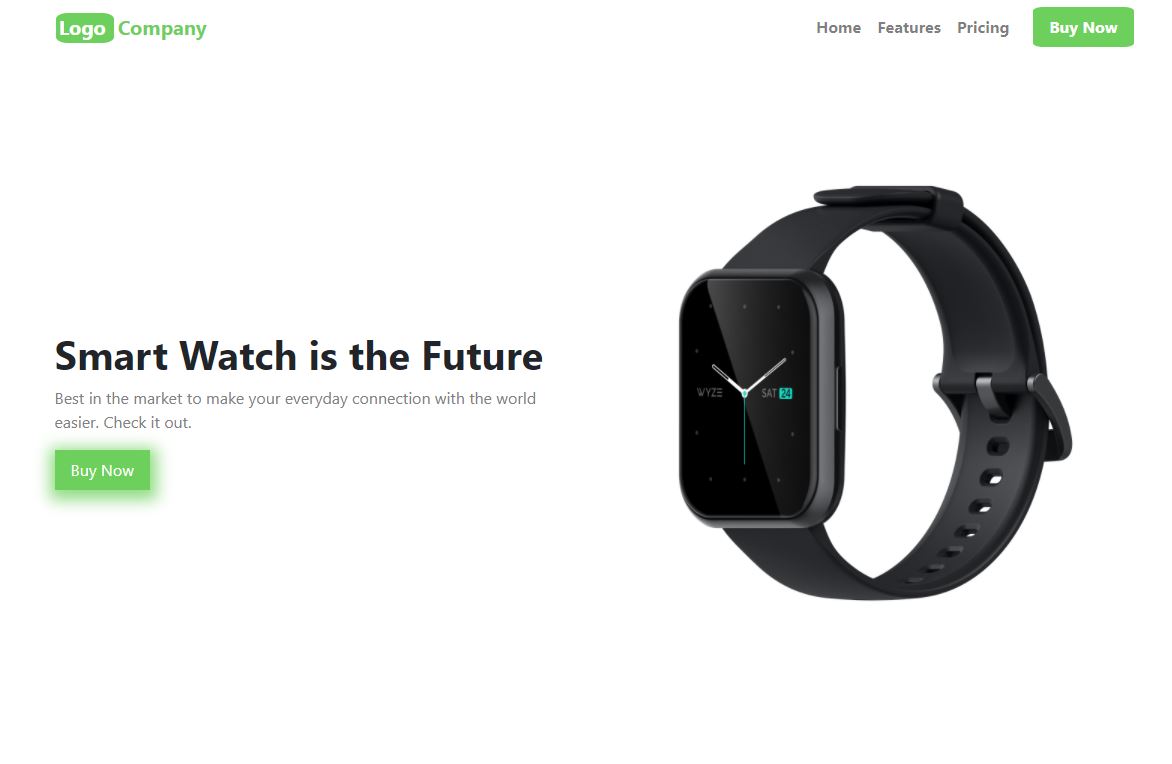 Logo Company
Home Features Pricing Buy Now
Smart Watch is the Future
Best in the market to make your everyday connection with the world
easier. Check it out.
Buy Now
WYZE SAT 24